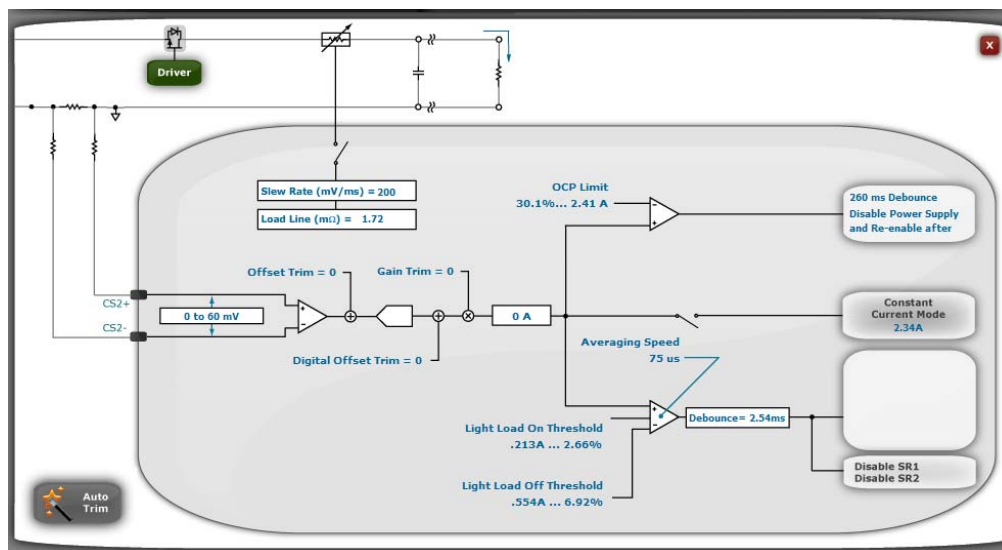 X
Driver
Slew Rate (mV/ms) = 200
Load Line (mΩ) = 1.72
OCP Limit
30.1%... 2.41 A
260 ms Debounce
Disable Power Supply
and Re-enable after
Offset Trim = 0
Gain Trim = 0
CS2+
0 to 60 mV
CS2-
0 A
Digital Offset Trim = 0
Constant
Current Mode
2.34A
Averaging Speed
75 us
Debounce= 2.54ms
Light Load On Threshold
.213A ... 2.66%
Light Load Off Threshold
.554A ... 6.92%
Disable SR1
Disable SR2
Auto
Trim